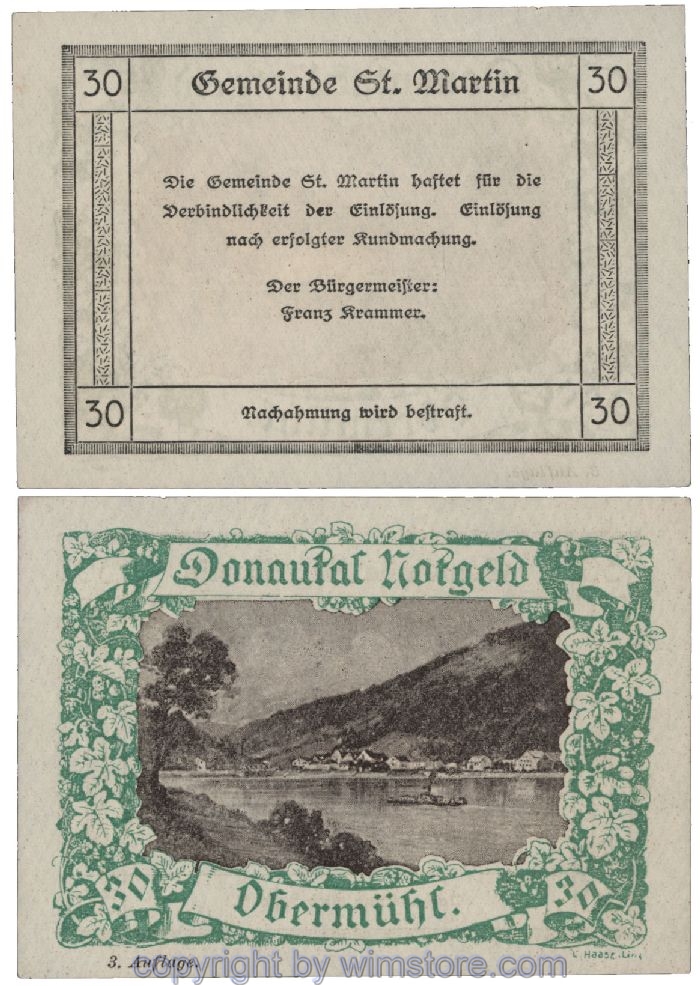 30 Gemeinde St. Martin 30
Die Gemeinde St. Martin haftet für die
Verbindlichkeit der Einlösung. Einlösung
nach erfolgter Kundmachung.
Der Bürgermeister:
Franz Krammer.
30 Nachahmung wird bestraft. 30
Donautal Notgeld
30 Obermühl. 30
3. Auflage.
copyright by wimstore.com